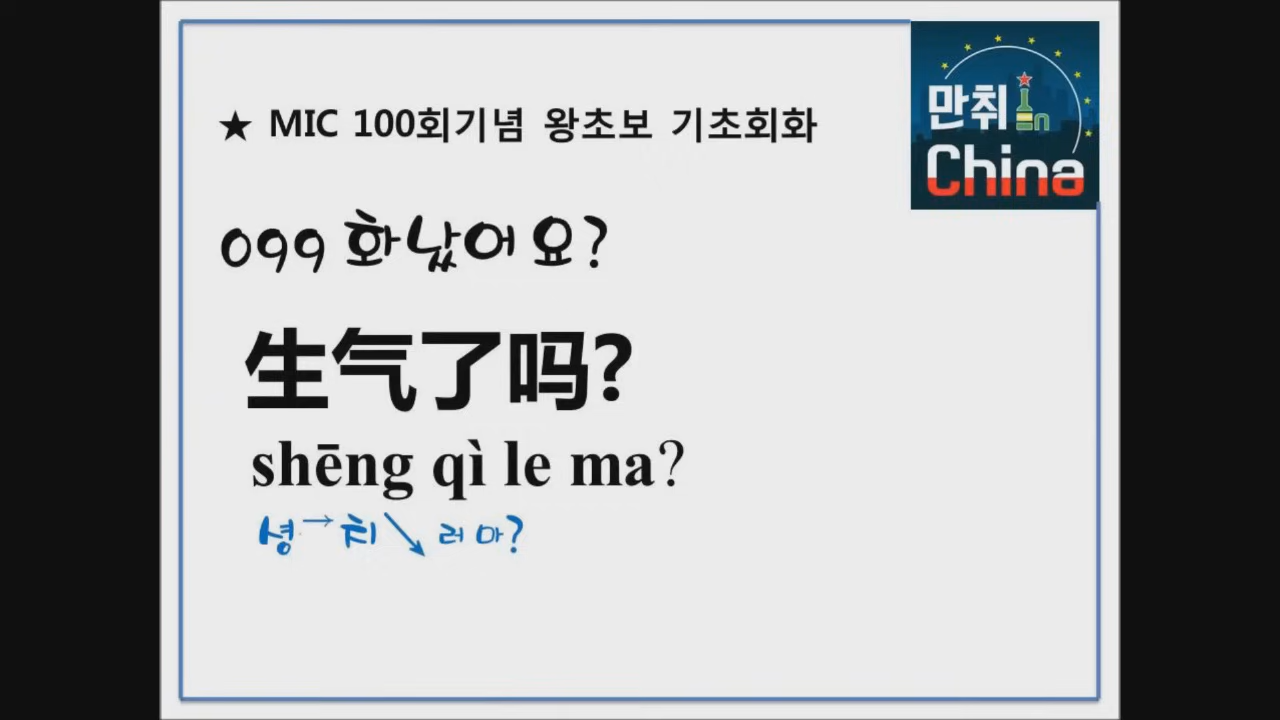 ★ MIC 100회기념 왕초보 기초회화
만취 in
China
099 화났어요?
生气了吗?
shēng qì le ma?
셩→ 치↘ 러 마?